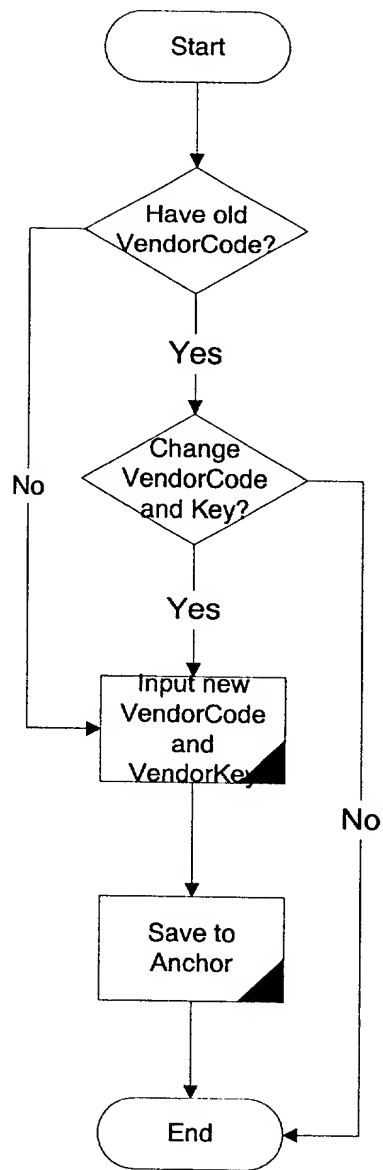 Start
Have old
VendorCode?
Yes
Change
VendorCode
and Key?
No
Yes
Input new
VendorCode
and
VendorKey
No
Save to
Anchor
End